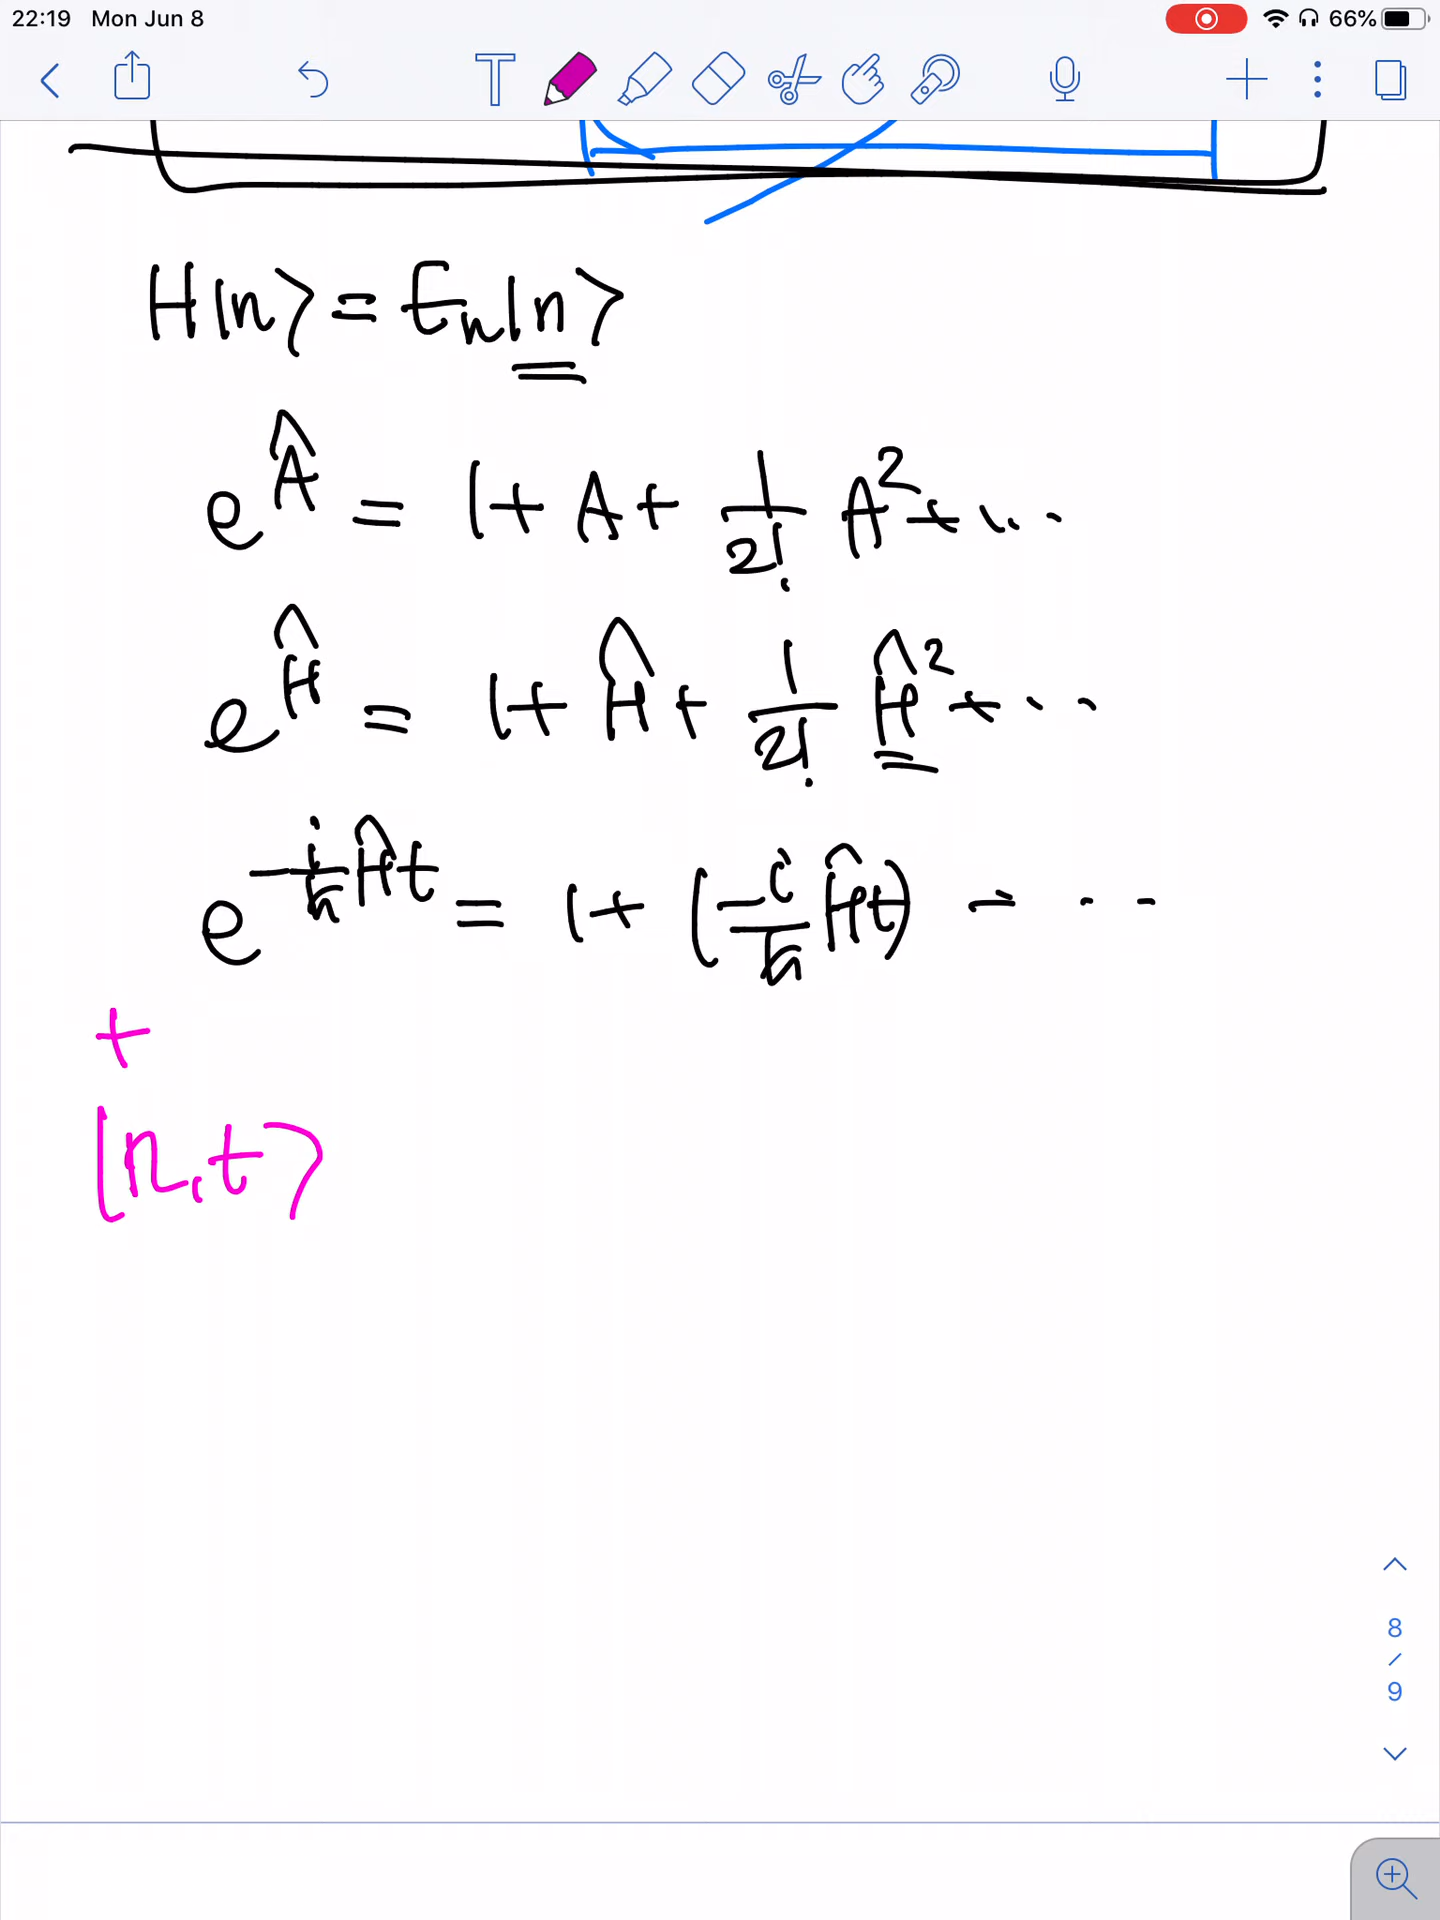 22:19 Mon Jun 8 66%
T
H|n> = En|n>
e^Â = 1 + A + 1/2! A² + ...
e^Ĥ = 1 + Ĥ + 1/2! Ĥ² + ...
e^(-i/ħ Ĥt) = 1 + (-i/ħ Ĥt) - ..
+
|n,t>
8
/
9